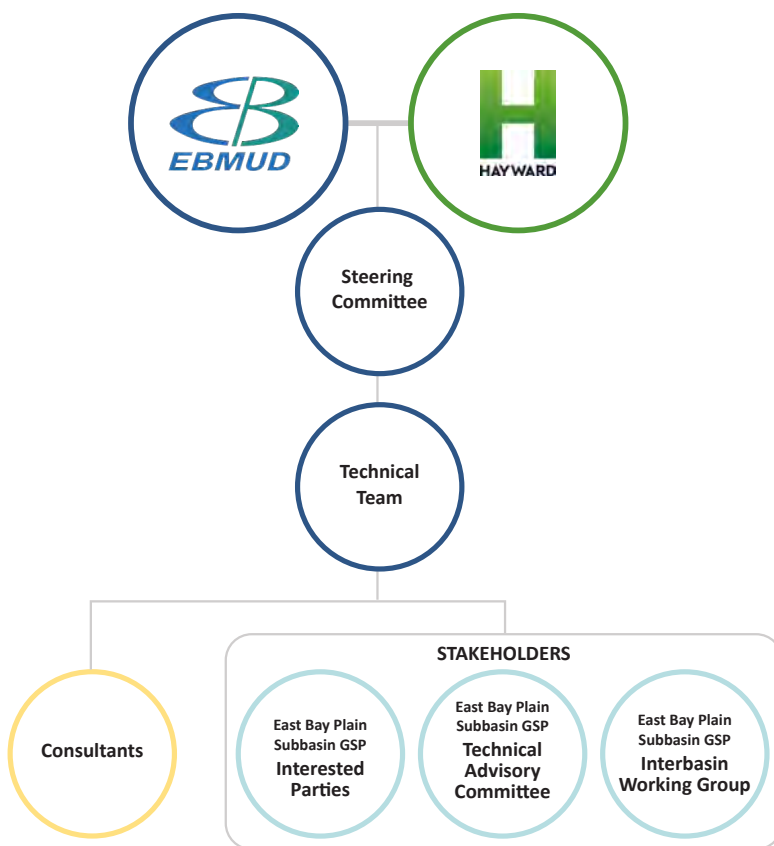 EBMUD
H
HAYWARD
Steering
Committee
Technical
Team
STAKEHOLDERS
Consultants
East Bay Plain
Subbasin GSP
Interested
Parties
East Bay Plain
Subbasin GSP
Technical
Advisory
Committee
East Bay Plain
Subbasin GSP
Interbasin
Working Group